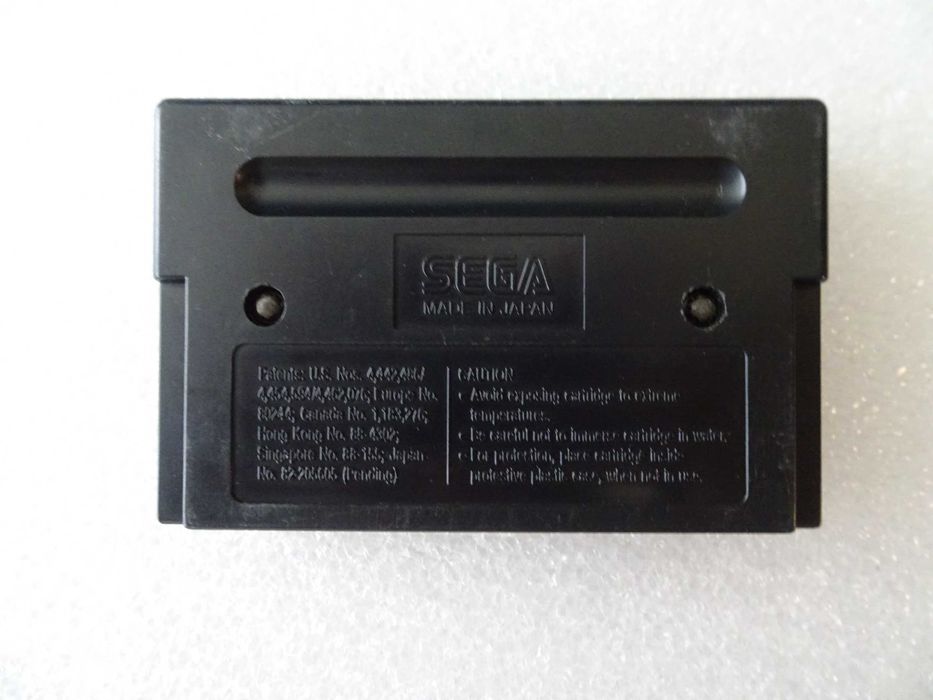 SEGA
MADE IN JAPAN
Patents: U.S. Nos. 4,442,486/
4,454,594/4,462,076; Europe No.
80244; Canada No. 1,183,276;
Hong Kong No. 88-4302;
Singapore No. 88-155; Japan
No. 82-205605 (Pending)
CAUTION
• Avoid exposing cartridge to extreme
temperatures.
• Be careful not to immerse cartridge in water.
• For protection, place cartridge inside
protective plastic case, when not in use.